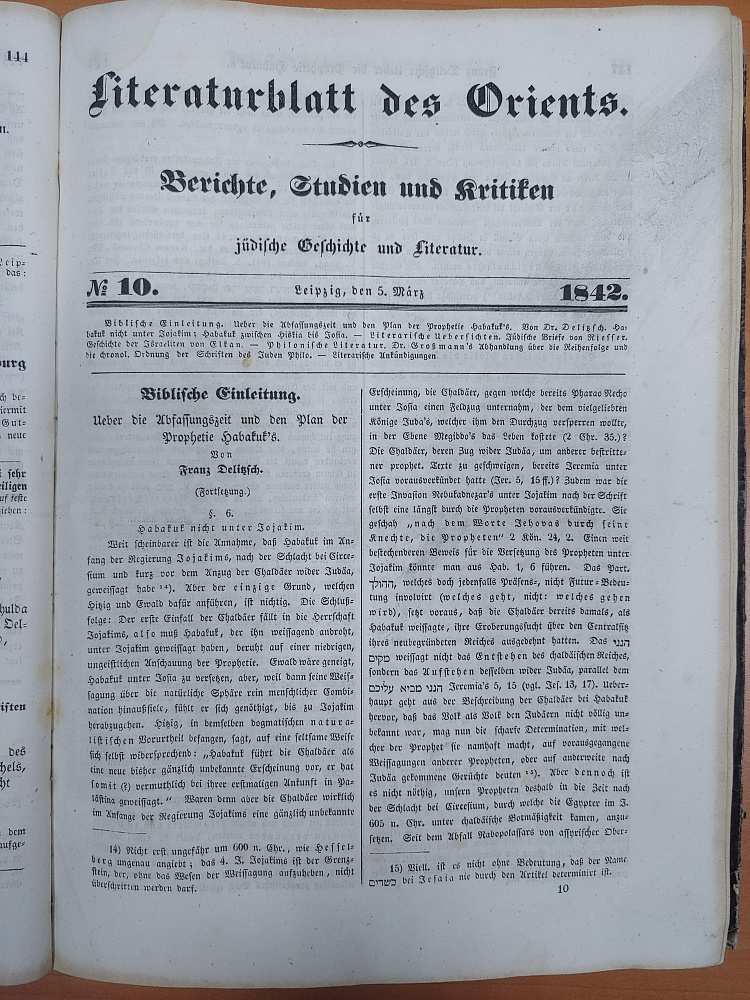 144
Literaturblatt des Orients.
Berichte, Studien und Kritiken
für
jüdische Geschichte und Literatur.
№ 10.
Leipzig, den 5. März
1842.
Biblische Einleitung. Ueber die Abfassungszeit und den Plan der Prophetie Habakuk's. Von Dr. Delitzsch. Ha-
bakuk nicht unter Jojakim; Habakuk zwischen Hiskia bis Josia. — Literarische Uebersichten. Jüdische Briefe von Riesser.
Geschichte der Israeliten von Elkan. — Philonische Literatur. Dr. Großmann's Abhandlung über die Reihenfolge und
die chronol. Ordnung der Schriften des Juden Philo. — Literarische Ankündigungen.
Biblische Einleitung.
Ueber die Abfassungszeit und den Plan der
Prophetie Habakuk's.
Von
Franz Delitzsch.
(Fortsetzung.)
§. 6.
Habakuk nicht unter Jojakim.
Weit scheinbarer ist die Annahme, daß Habakuk im An-
fang der Regierung Jojakims, nach der Schlacht bei Circe-
sium und kurz vor dem Anzug der Chaldäer wider Judäa,
geweissagt habe ¹⁴). Aber der einzige Grund, welchen
Hitzig und Ewald dafür anführen, ist nichtig. Die Schluß-
folge: Der erste Einfall der Chaldäer fällt in die Herrschaft
Jojakims, also muß Habakuk, der ihn weissagend androht,
unter Jojakim geweissagt haben, beruht auf einer niedrigen,
ungeistlichen Anschauung der Prophetie. Ewald wäre geneigt,
Habakuk unter Josia zu versetzen, aber, weil dann seine Weis-
sagung über die natürliche Sphäre rein menschlicher Combi-
nation hinausfiele, fühlt er sich genöthigt, bis zu Jojakim
herabzugehen. Hitzig, in demselben dogmatischen natura-
listischen Vorurtheil befangen, sagt, auf eine seltsame Weise
sich selbst widersprechend: „Habakuk führt die Chaldäer als
eine neue bisher gänzlich unbekannte Erscheinung vor, er hat
somit (?) vermuthlich bei ihrer erstmaligen Ankunft in Pa-
lästina geweissagt.“ Waren denn aber die Chaldäer wirklich
im Anfange der Regierung Jojakims eine gänzlich unbekannte
14) Nicht erst ungefähr um 600 n. Chr., wie Hessel-
berg ungenau angiebt; das 4. J. Jojakims ist der Grenz-
stein, der, ohne das Wesen der Weissagung aufzuheben, nicht
überschritten werden darf.
Erscheinung, die Chaldäer, gegen welche bereits Pharao Necho
unter Josia einen Feldzug unternahm, der dem vielgeliebten
Könige Juda's, welcher ihm den Durchzug versperren wollte,
in der Ebene Megiddo's das Leben kostete (2 Chr. 35.)?
Die Chaldäer, deren Zug wider Judäa, um anderer bestritte-
ner prophet. Texte zu geschweigen, bereits Jeremia unter
Josia vorausverkündet hatte (Jer. 5, 15 ff.)? Zudem war die
erste Invasion Nebukadnezar's unter Jojakim nach der Schrift
selbst eine längst durch die Propheten vorausverkündigte. Sie
geschah „nach dem Worte Jehovas durch seine
Knechte, die Propheten“ 2 Kön. 24, 2. Einen weit
bestechenderen Beweis für die Versetzung des Propheten unter
Jojakim könnte man aus Hab. 1, 6 führen. Das Part.
ההולך, welches doch jedenfalls Präsens-, nicht Futur-Bedeu-
tung involvirt (welches geht, nicht: welches gehen
wird), setzt voraus, daß die Chaldäer bereits damals, als
Habakuk weissagte, ihre Eroberungssucht über den Centralsitz
ihres neubegründeten Reiches ausgedehnt hatten. Das הנני
מקים weissagt nicht das Entstehen des chaldäischen Reiches,
sondern das Aufstehen desselben wider Judäa, parallel dem
הנני מביא עליכם Jeremia's 5, 15 (vgl. Jes. 13, 17). Ueber-
haupt geht aus der Beschreibung der Chaldäer bei Habakuk
hervor, daß das Volk als Volk den Judäern nicht völlig un-
bekannt war, mag nun die scharfe Determination, mit wel-
cher der Prophet sie namhaft macht, auf vorausgegangene
Weissagungen anderer Propheten, oder auf anderweite nach
Judäa gekommene Gerüchte deuten ¹⁵). Aber dennoch ist
es nicht nöthig, unsern Propheten deshalb in die Zeit nach
der Schlacht bei Circesium, durch welche die Egypter im J.
605 n. Chr. unter chaldäische Botmäßigkeit kamen, anzu-
setzen. Seit dem Abfall Nabopolassars von assyrischer Ober-
15) Viell. ist es nicht ohne Bedeutung, daß der Name
כשדים bei Jesaia nie durch den Artikel determinirt ist.
10